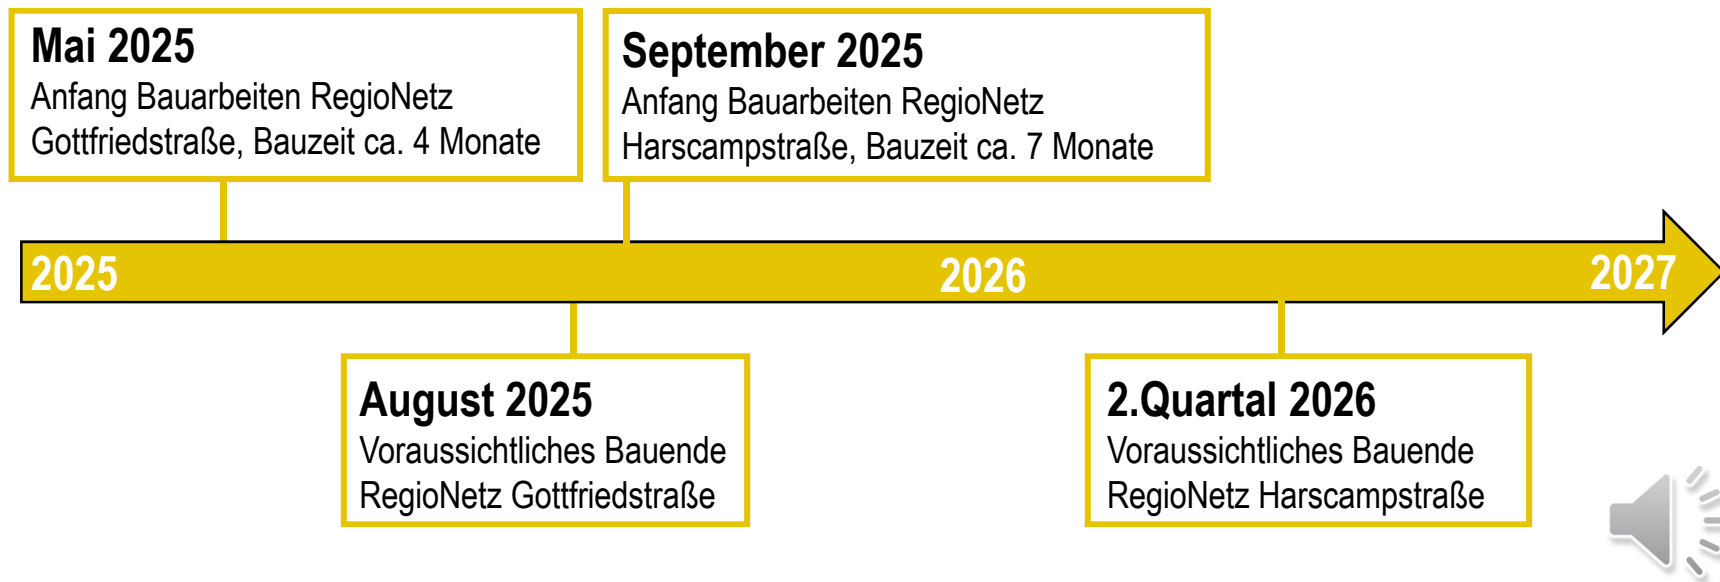 Mai 2025
Anfang Bauarbeiten RegioNetz
Gottfriedstraße, Bauzeit ca. 4 Monate
September 2025
Anfang Bauarbeiten RegioNetz
Harscampstraße, Bauzeit ca. 7 Monate
2025
2026
2027
August 2025
Voraussichtliches Bauende
RegioNetz Gottfriedstraße
2.Quartal 2026
Voraussichtliches Bauende
RegioNetz Harscampstraße